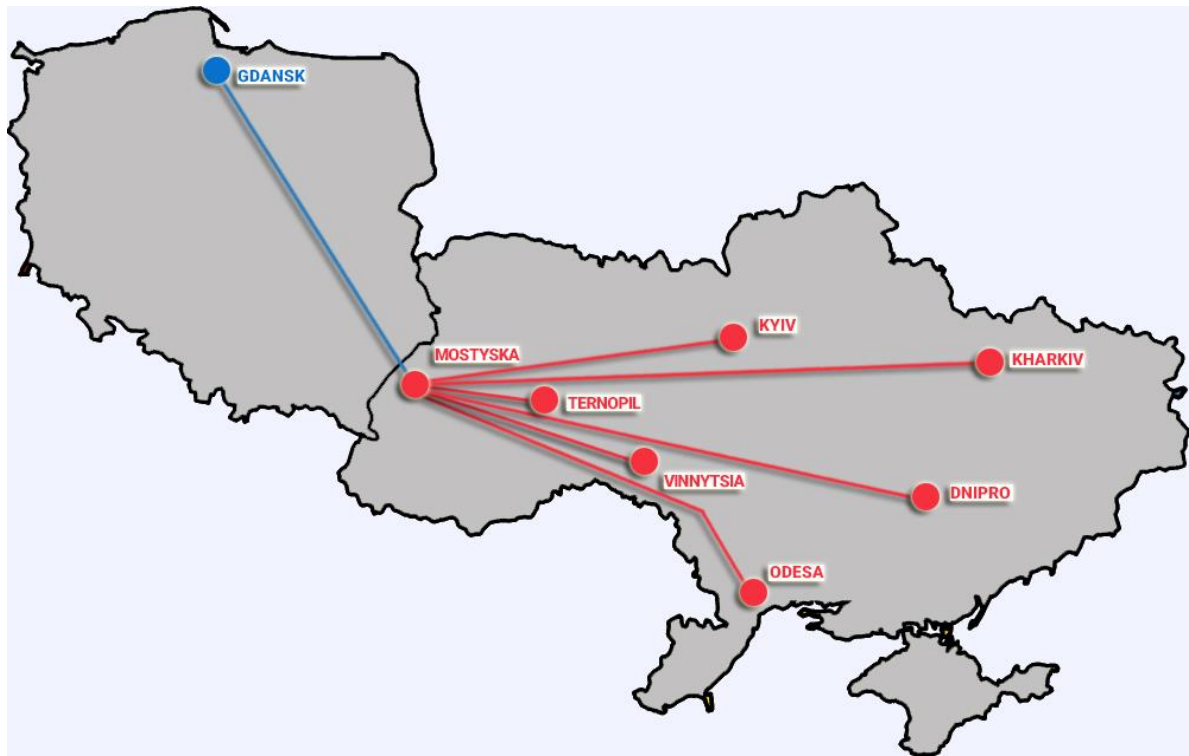 GDANSK
KYIV
MOSTYSKA
KHARKIV
TERNOPIL
VINNYTSIA
DNIPRO
ODESA